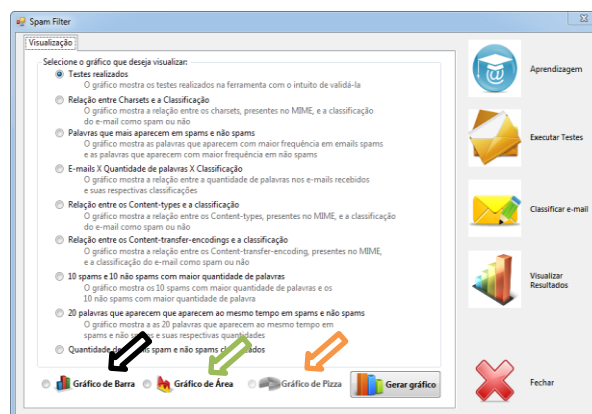 Spam Filter
Visualização
Selecione o gráfico que deseja visualizar:
Testes realizados
O gráfico mostra os testes realizados na ferramenta com o intuito de validá-la
Relação entre Charsets e a Classificação
O gráfico mostra a relação entre os charsets, presentes no MIME, e a classificação
do e-mail como spam ou não
Palavras que mais aparecem em spams e não spams
O gráfico mostra as palavras que aparecem com maior frequência em emails spams
e as palavras que aparecem com maior frequência em não spams
E-mails X Quantidade de palavras X Classificação
O gráfico mostra a relação entre a quantidade de palavras nos e-mails recebidos
e suas respectivas classificações
Relação entre os Content-types e a classificação
O gráfico mostra a relação entre os Content-types, presentes no MIME, e a classificação
do e-mail como spam ou não
Relação entre os Content-transfer-encodings e a classificação
O gráfico mostra a relação entre os Content-transfer-encoding, presentes no MIME,
e a classificação do e-mail como spam ou não
10 spams e 10 não spams com maior quantidade de palavras
O gráfico mostra os 10 spams com maior quantidade de palavras e os
10 não spams com maior quantidade de palavra
20 palavras que aparecem que aparecem ao mesmo tempo em spams e não spams
O gráfico mostra a as 20 palavras que aparecem ao mesmo tempo em
spams e não spams e suas respectivas quantidades
Quantidade de spam e não spams
Gráfico de Barra
Gráfico de Área
Gráfico de Pizza
Gerar gráfico
Aprendizagem
Executar Testes
Classificar e-mail
Visualizar
Resultados
Fechar